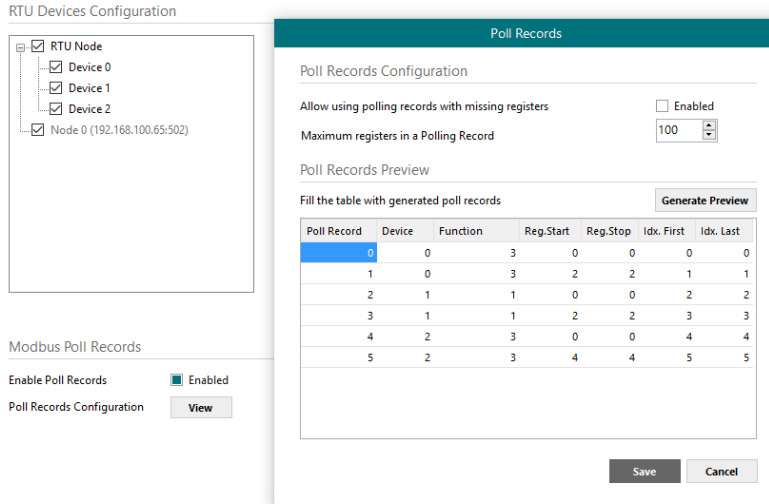 RTU Devices Configuration
RTU Node
Device 0
Device 1
Device 2
Node 0 (192.168.100.65:502)
Modbus Poll Records
Enable Poll Records Enabled
Poll Records Configuration View
Poll Records
Poll Records Configuration
Allow using polling records with missing registers Enabled
Maximum registers in a Polling Record 100
Poll Records Preview
Fill the table with generated poll records Generate Preview
Poll Record Device Function Reg.Start Reg.Stop Idx. First Idx. Last
0 0 3 0 0 0 0
1 0 3 2 2 1 1
2 1 1 0 0 2 2
3 1 1 2 2 3 3
4 2 3 0 0 4 4
5 2 3 4 4 5 5
Save Cancel